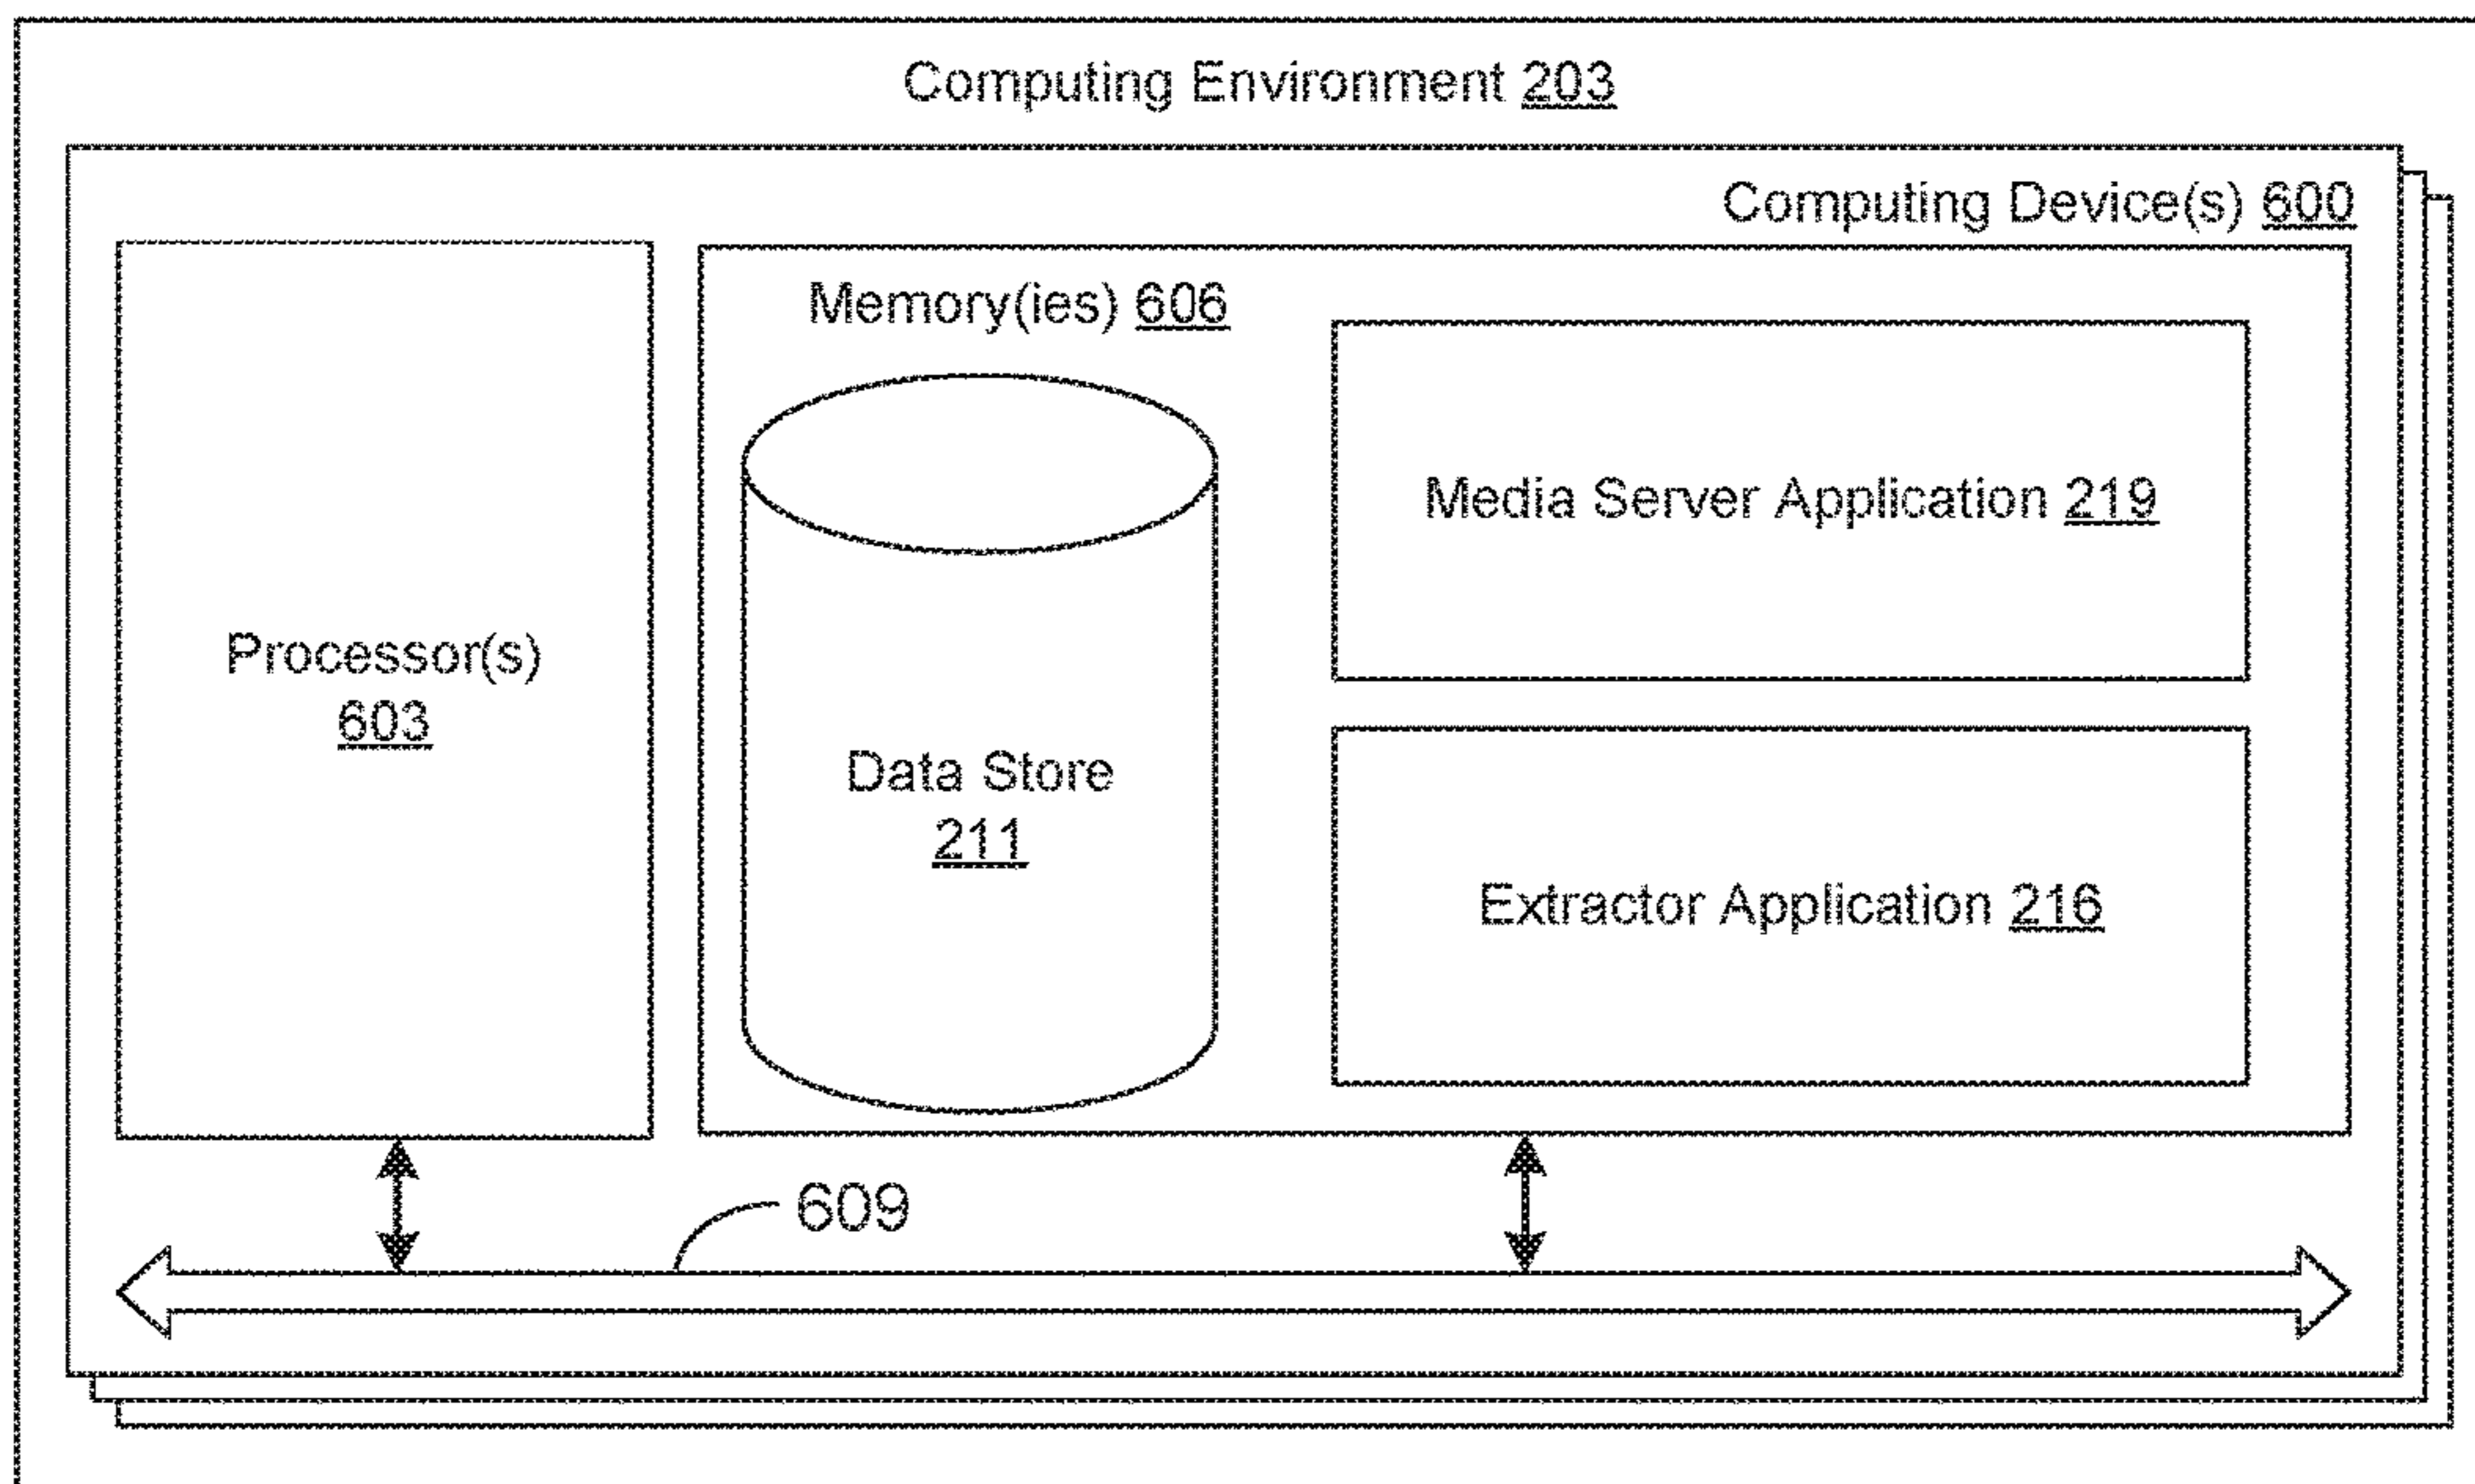 Computing Environment 203
Computing Device(s) 600
Memory(ies) 606
Media Server Application 219
Processor(s)
603
Data Store
211
Extractor Application 216
609